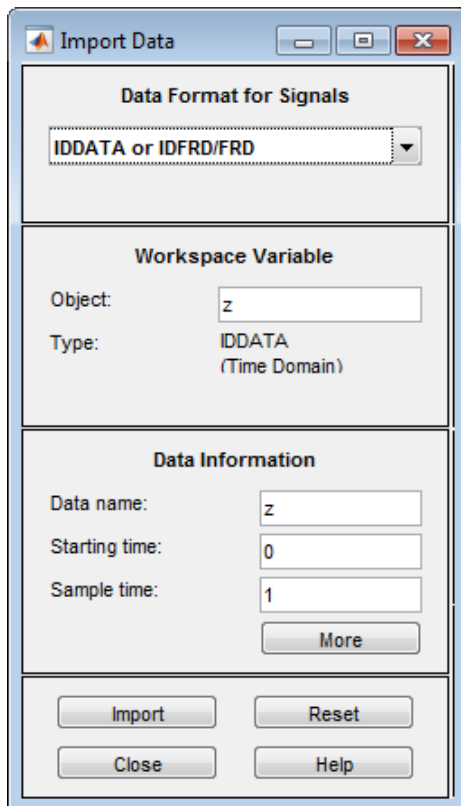 Import Data
Data Format for Signals
IDDATA or IDFRD/FRD
Workspace Variable
Object: z
Type: IDDATA
(Time Domain)
Data Information
Data name: z
Starting time: 0
Sample time: 1
More
Import Reset
Close Help